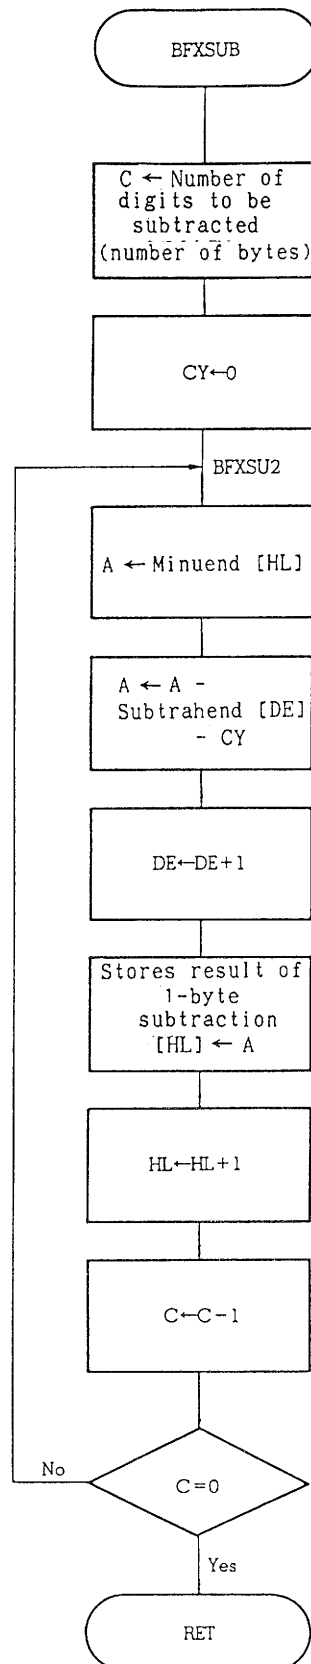 BFXSUB
C ← Number of
digits to be
subtracted
(number of bytes)
CY←0
BFXSU2
A ← Minuend [HL]
A ← A -
Subtrahend [DE]
- CY
DE←DE+1
Stores result of
1-byte
subtraction
[HL] ← A
HL←HL+1
C←C-1
No
C=0
Yes
RET